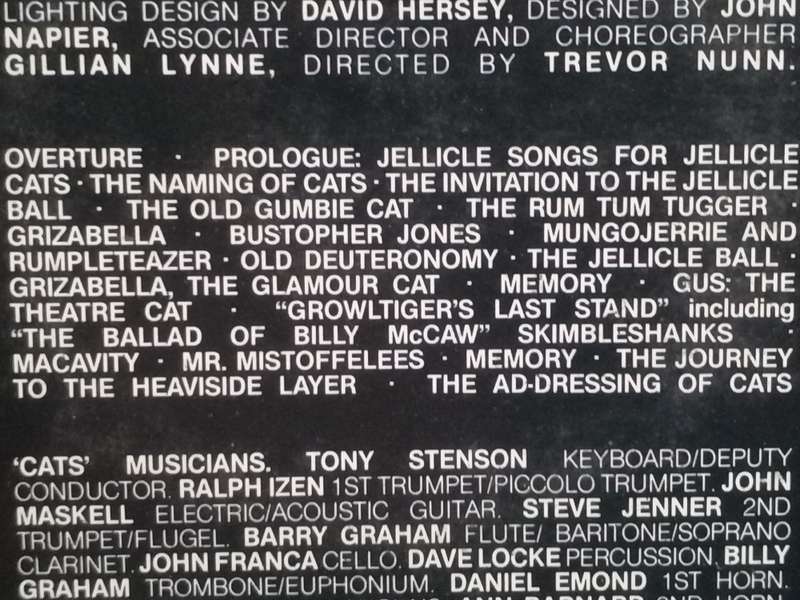 LIGHTING DESIGN BY DAVID HERSEY, DESIGNED BY JOHN
NAPIER, ASSOCIATE DIRECTOR AND CHOREOGRAPHER
GILLIAN LYNNE, DIRECTED BY TREVOR NUNN.
OVERTURE · PROLOGUE: JELLICLE SONGS FOR JELLICLE
CATS · THE NAMING OF CATS · THE INVITATION TO THE JELLICLE
BALL · THE OLD GUMBIE CAT · THE RUM TUM TUGGER ·
GRIZABELLA · BUSTOPHER JONES · MUNGOJERRIE AND
RUMPLETEAZER · OLD DEUTERONOMY · THE JELLICLE BALL ·
GRIZABELLA, THE GLAMOUR CAT · MEMORY · GUS: THE
THEATRE CAT · “GROWLTIGER’S LAST STAND” including
“THE BALLAD OF BILLY McCAW” SKIMBLESHANKS ·
MACAVITY · MR. MISTOFFELEES · MEMORY · THE JOURNEY
TO THE HEAVISIDE LAYER · THE AD-DRESSING OF CATS
‘CATS’ MUSICIANS. TONY STENSON KEYBOARD/DEPUTY
CONDUCTOR. RALPH IZEN 1ST TRUMPET/PICCOLO TRUMPET. JOHN
MASKELL ELECTRIC/ACOUSTIC GUITAR. STEVE JENNER 2ND
TRUMPET/FLUGEL. BARRY GRAHAM FLUTE/ BARITONE/SOPRANO
CLARINET. JOHN FRANCA CELLO. DAVE LOCKE PERCUSSION. BILLY
GRAHAM TROMBONE/EUPHONIUM. DANIEL EMOND 1ST HORN.
ANN BARNARD 2ND HORN.